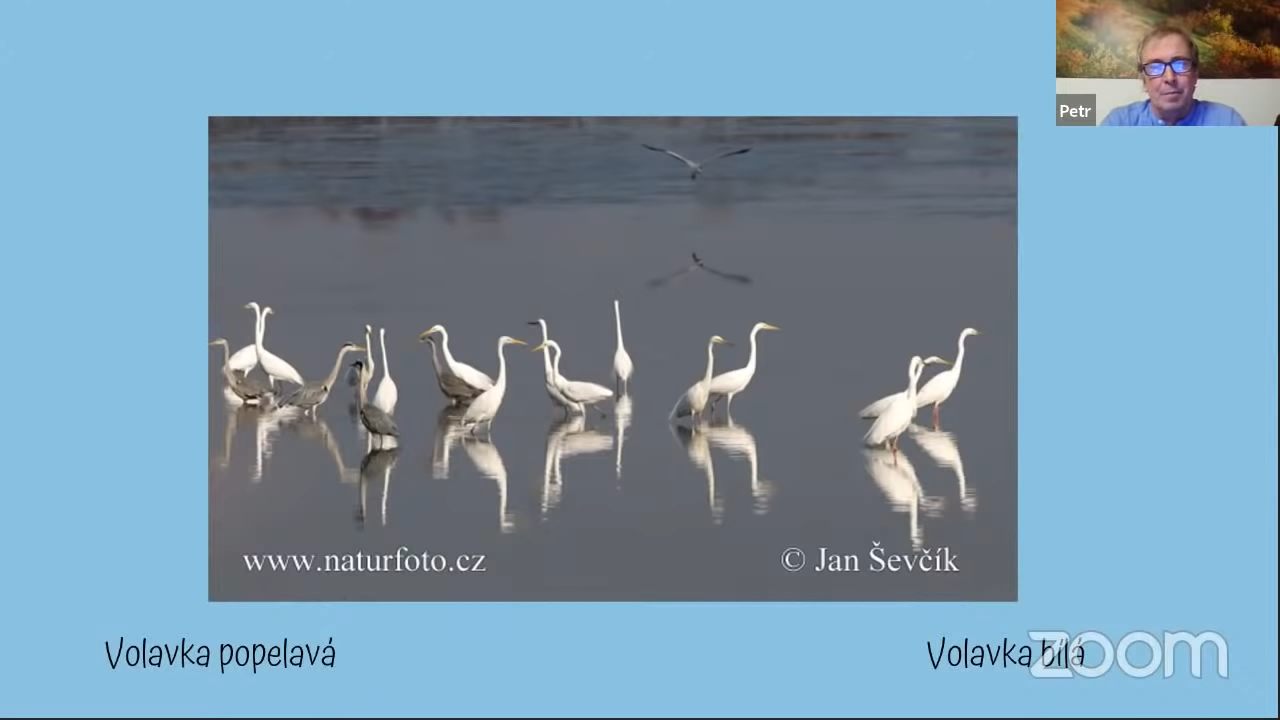 Petr
www.naturfoto.cz
© Jan Ševčík
Volavka popelavá
Volavka bílá
zoom